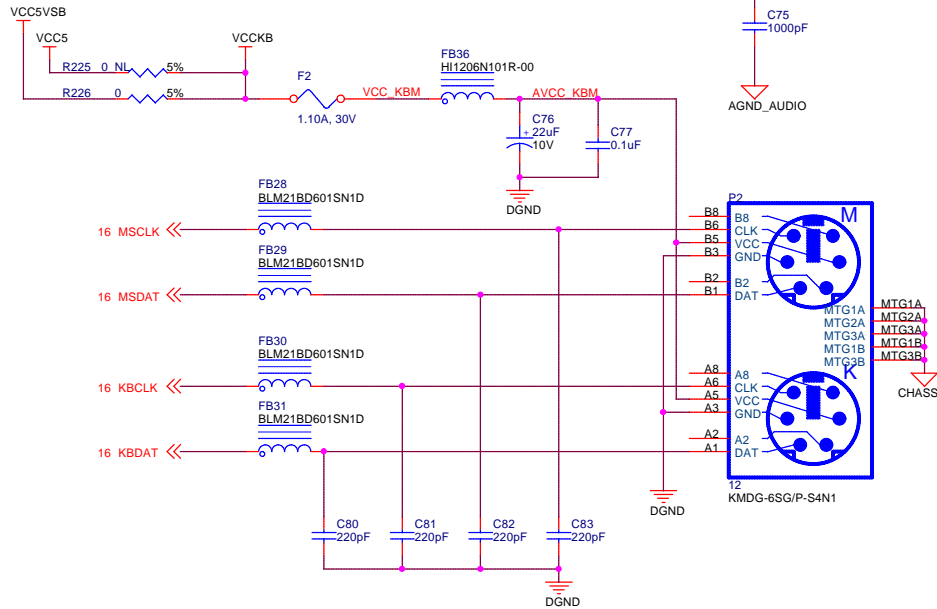 VCC5VSB
VCC5
VCCKB
R225 0_NL 5%
R226 0 5%
F2
1.10A, 30V
VCC_KBM
FB36
HI1206N101R-00
AVCC_KBM
C76
+ 22uF
10V
C77
0.1uF
DGND
C75
1000pF
AGND_AUDIO
FB28
BLM21BD601SN1D
16 MSCLK
FB29
BLM21BD601SN1D
16 MSDAT
FB30
BLM21BD601SN1D
16 KBCLK
FB31
BLM21BD601SN1D
16 KBDAT
P2
B8 B8
B6 CLK
B5 VCC
B3 GND
B2 B2
B1 DAT
M
MTG1A MTG1A
MTG2A MTG2A
MTG3A MTG3A
MTG1B MTG1B
MTG3B MTG3B
K
CHASS
A8 A8
A6 CLK
A5 VCC
A3 GND
A2 A2
A1 DAT
12
KMDG-6SG/P-S4N1
DGND
C80
220pF
C81
220pF
C82
220pF
C83
220pF
DGND